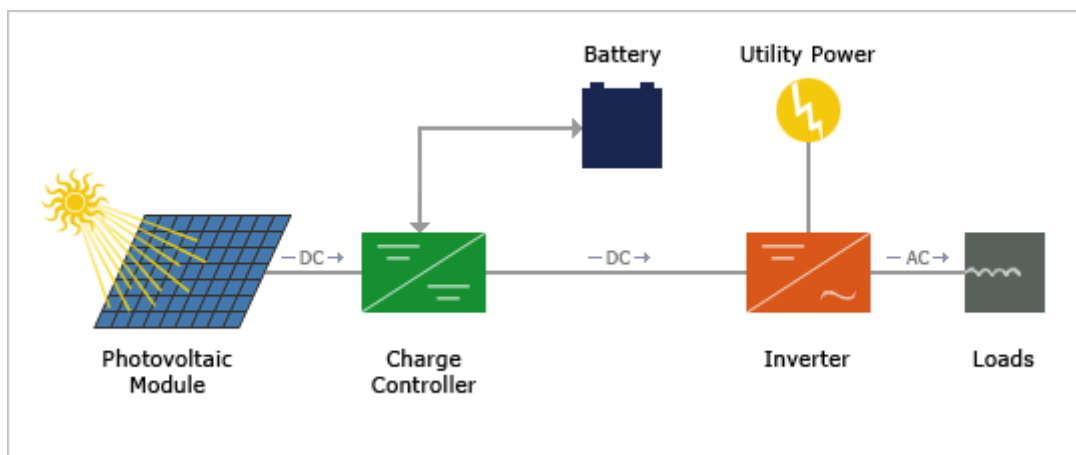 Battery
Utility Power
DC
DC
AC
Photovoltaic
Module
Charge
Controller
Inverter
Loads